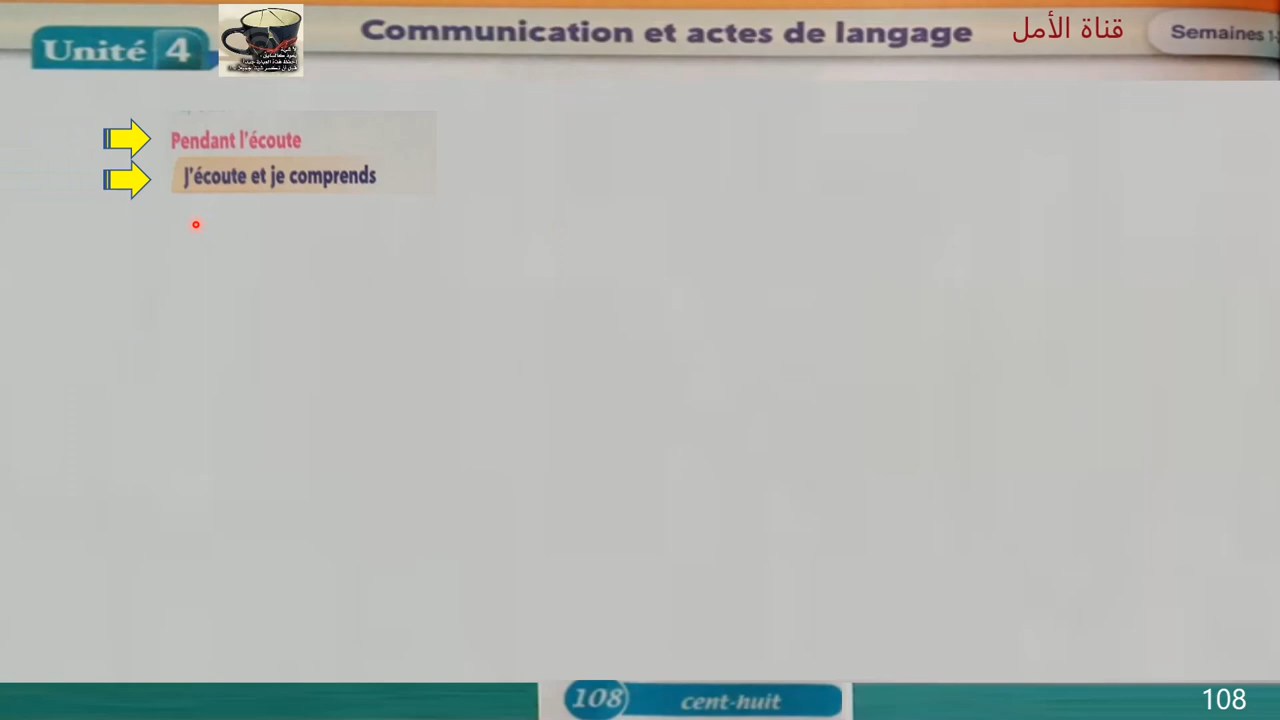 Unité 4
Communication et actes de langage
قناة الأمل
Semaines 1-
Pendant l'écoute
J'écoute et je comprends
108
cent-huit
108